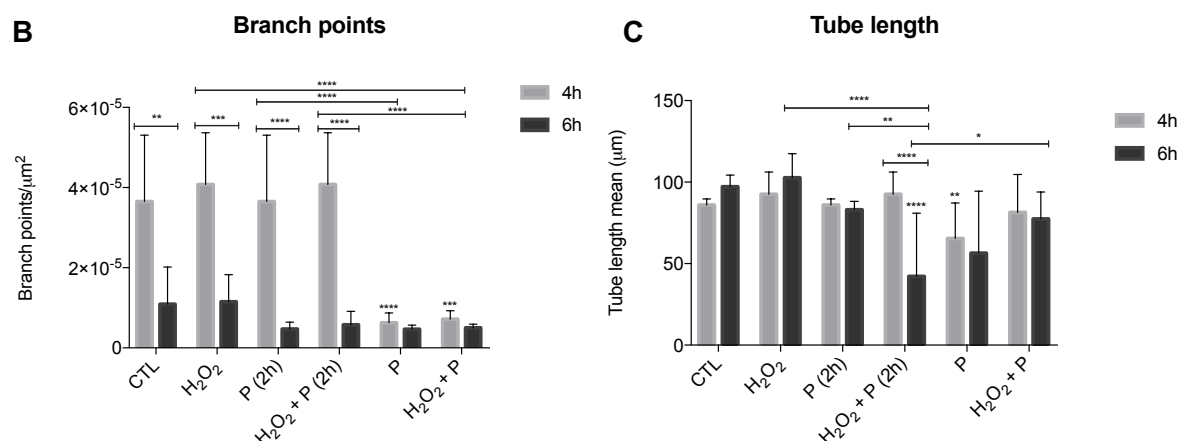 B
Branch points
****
****
****
**
***
****
****
****
***
6×10⁻⁵
4×10⁻⁵
2×10⁻⁵
0
Branch points/μm²
CTL
H₂O₂
P (2h)
H₂O₂ + P (2h)
P
H₂O₂ + P
4h
6h
C
Tube length
****
**
*
****
****
**
150
100
50
0
Tube length mean (μm)
CTL
H₂O₂
P (2h)
H₂O₂ + P (2h)
P
H₂O₂ + P
4h
6h